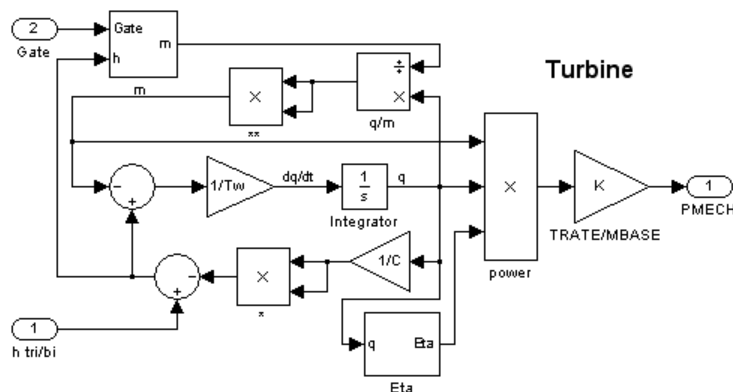 2
Gate
Gate
h
m
÷
×
q/m
Turbine
m
×
xx
-
+
1/Tw
dq/dt
1
s
q
Integrator
×
power
K
TRATE/MBASE
1
PMECH
-
+
×
x
1/C
1
h tri/bi
q
Eta
Eta